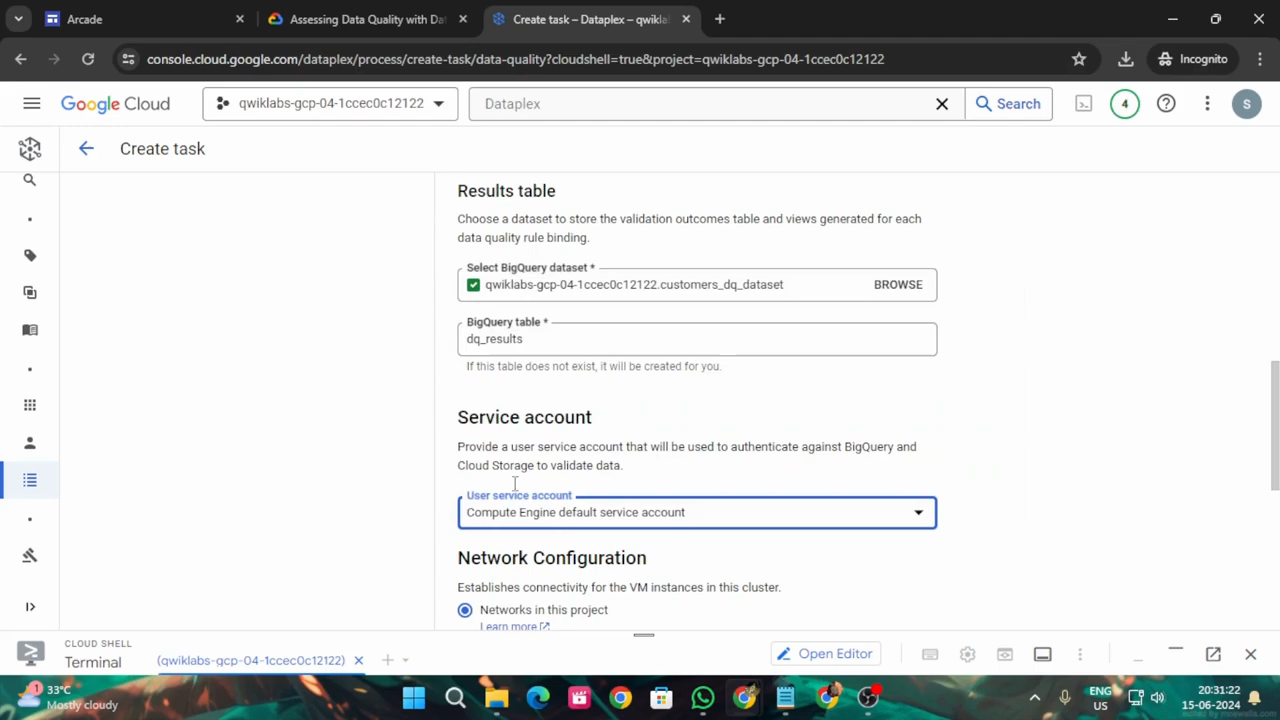 Arcade
Assessing Data Quality with Dat
Create task – Dataplex – qwikla
console.cloud.google.com/dataplex/process/create-task/data-quality?cloudshell=true&project=qwiklabs-gcp-04-1ccec0c12122
Incognito
Google Cloud
qwiklabs-gcp-04-1ccec0c12122
Dataplex
Search
4
S
Create task
Results table
Choose a dataset to store the validation outcomes table and views generated for each
data quality rule binding.
Select BigQuery dataset *
qwiklabs-gcp-04-1ccec0c12122.customers_dq_dataset
BROWSE
BigQuery table *
dq_results
If this table does not exist, it will be created for you.
Service account
Provide a user service account that will be used to authenticate against BigQuery and
Cloud Storage to validate data.
User service account
Compute Engine default service account
Network Configuration
Establishes connectivity for the VM instances in this cluster.
Networks in this project
Learn more
CLOUD SHELL
Terminal
(qwiklabs-gcp-04-1ccec0c12122)
Open Editor
1
33°C
Mostly cloudy
ENG
US
20:31:22
15-06-2024